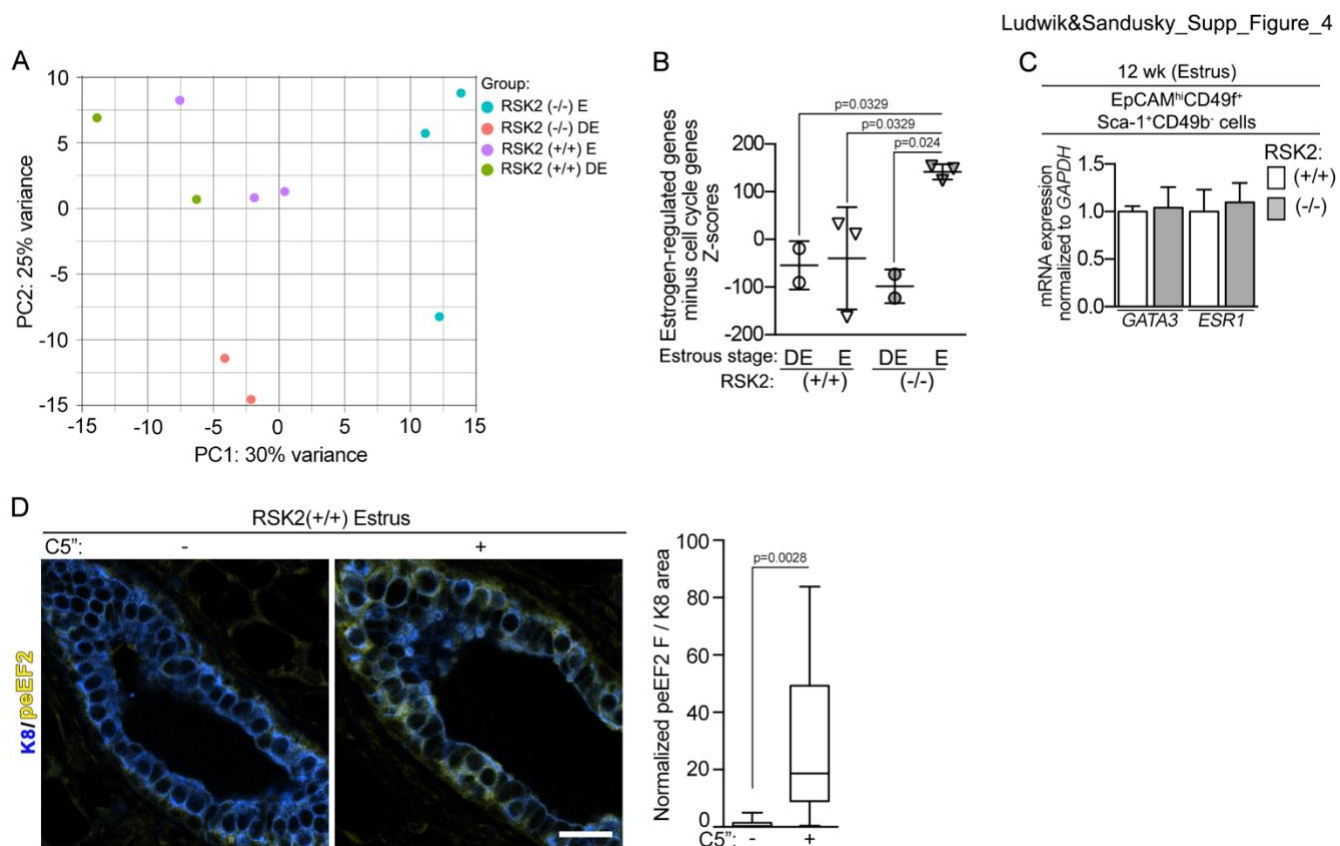 Ludwik&Sandusky_Supp_Figure_4
A
10
5
0
-5
-10
-15
-15
-10
-5
0
5
10
15
PC2: 25% variance
PC1: 30% variance
Group:
RSK2 (-/-) E
RSK2 (-/-) DE
RSK2 (+/+) E
RSK2 (+/+) DE
B
p=0.0329
p=0.0329
p=0.024
200
100
0
-100
-200
Estrogen-regulated genes
minus cell cycle genes
Z-scores
Estrous stage: DE E DE E
RSK2: (+/+) (-/-)
C
12 wk (Estrus)
EpCAMhiCD49f+
Sca-1+CD49b- cells
RSK2:
(+/+)
(-/-)
1.5
1.0
0.5
0.0
mRNA expression
normalized to GAPDH
GATA3 ESR1
D
RSK2(+/+) Estrus
C5”: - +
K8/peEF2
100
80
60
40
20
0
p=0.0028
Normalized peEF2 F / K8 area
C5”: - +